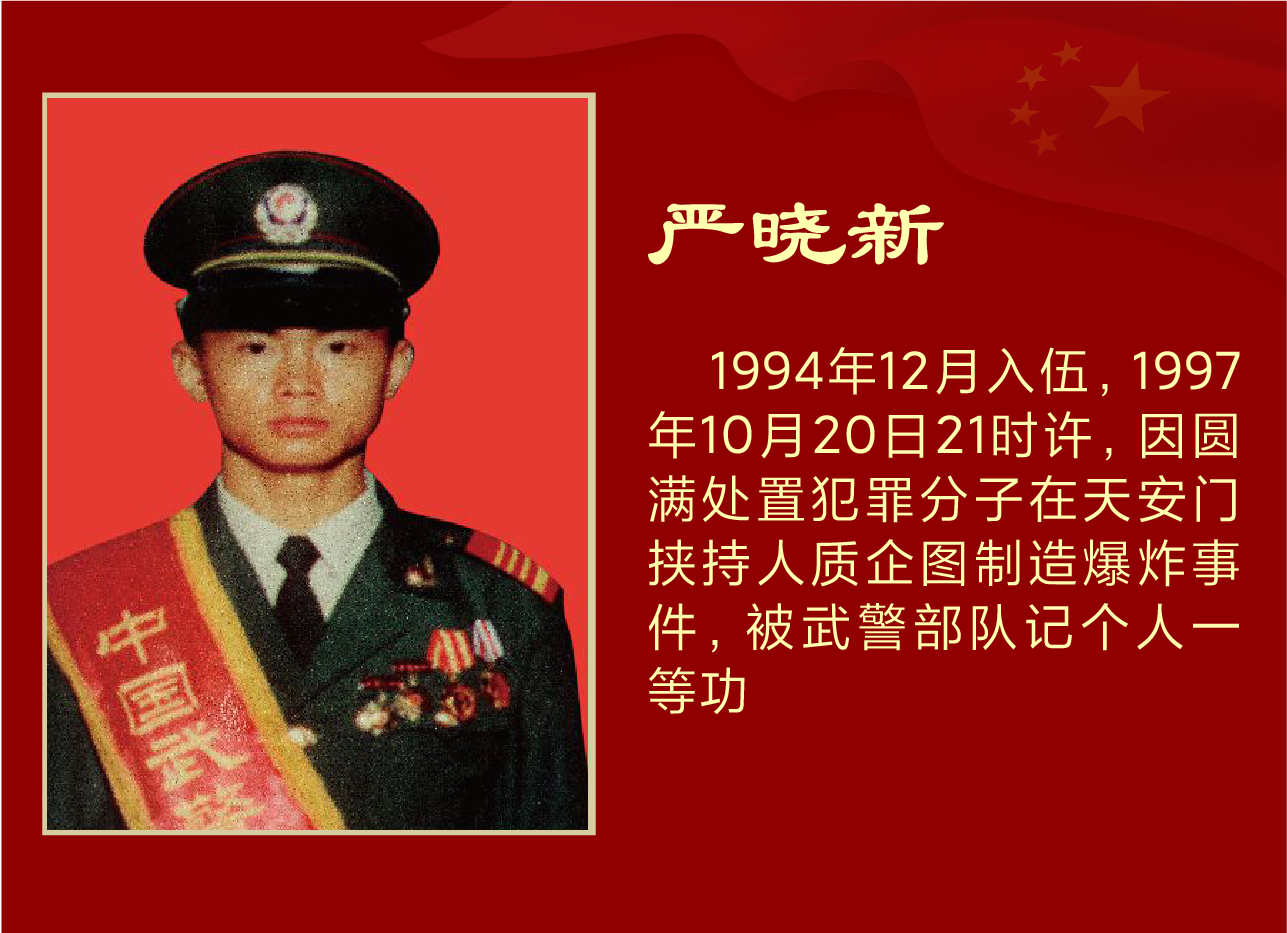 严晓新
1994年12月入伍，1997
年10月20日21时许，因圆
满处置犯罪分子在天安门
挟持人质企图制造爆炸事
件，被武警部队记个人一
等功
中国武警